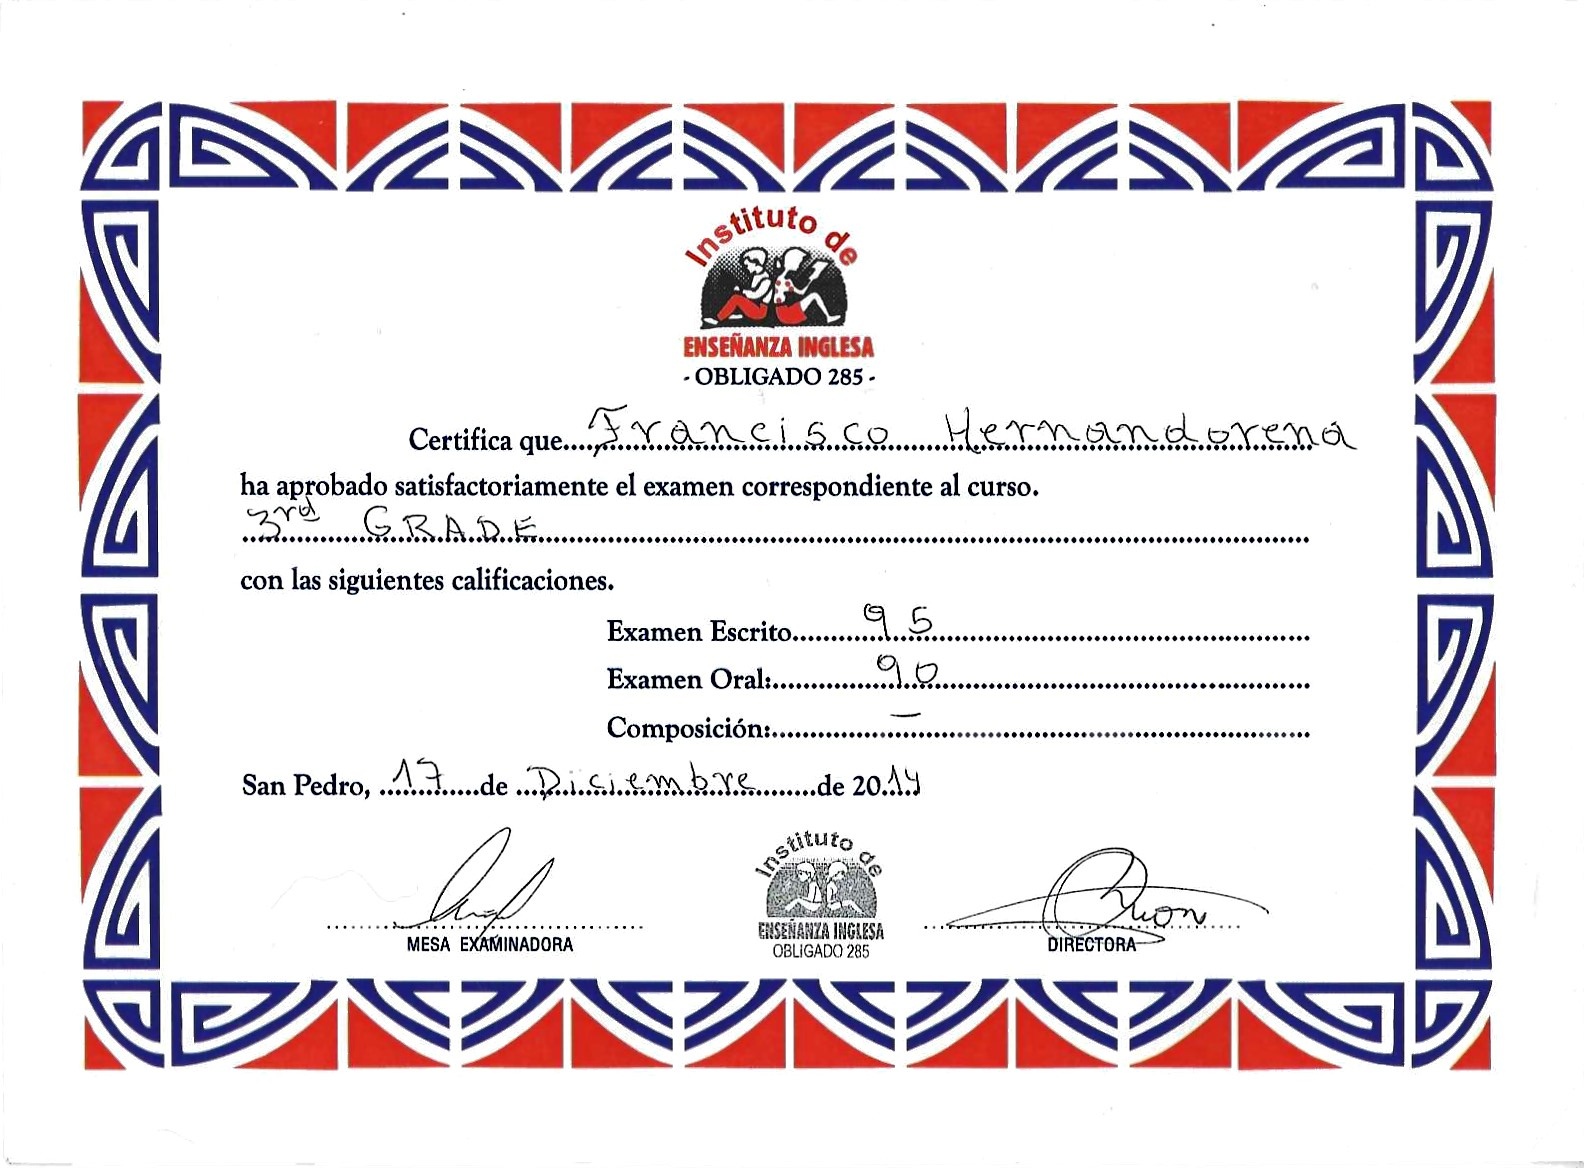 Instituto de
ENSEÑANZA INGLESA
- OBLIGADO 285 -
Certifica que.....Francisco Hernandorena
ha aprobado satisfactoriamente el examen correspondiente al curso.
3rd GRADE
con las siguientes calificaciones.
Examen Escrito..........95
Examen Oral:..........90
Composición:..........—
San Pedro, 17 de Diciembre de 2014
Instituto de
ENSEÑANZA INGLESA
OBLIGADO 285
MESA EXAMINADORA
DIRECTORA